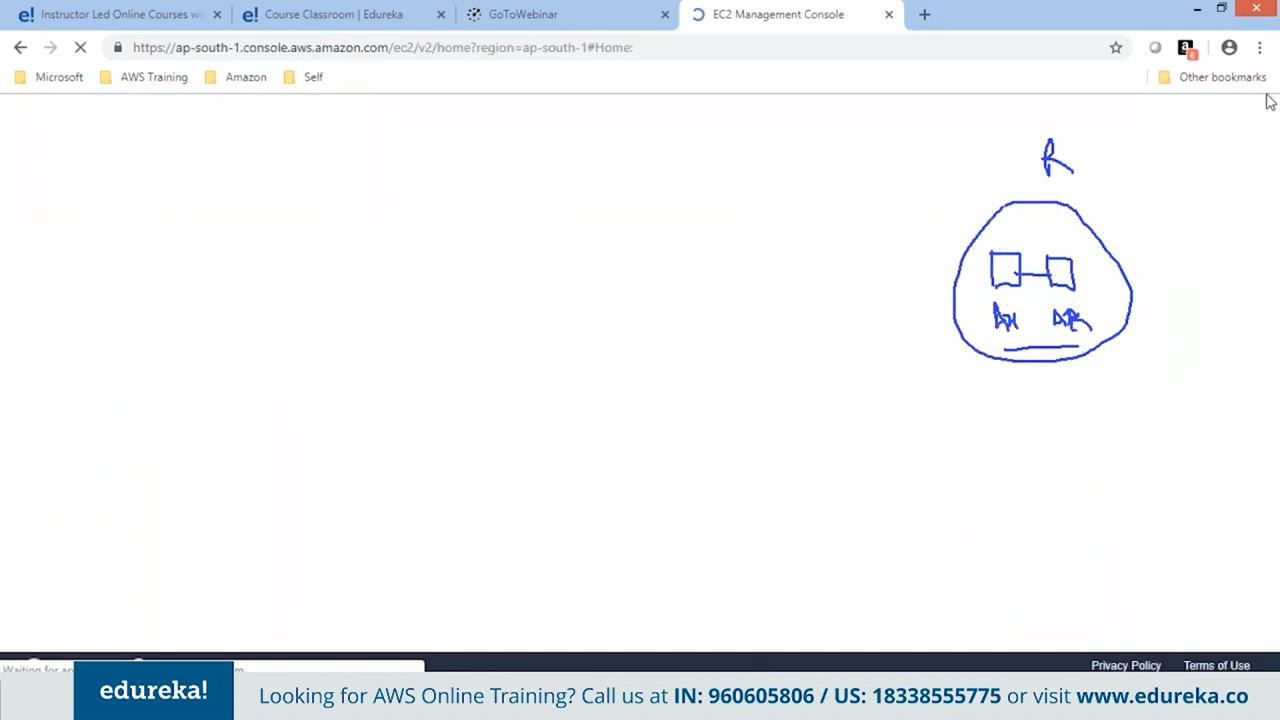 Instructor Led Online Courses wi
Course Classroom | Edureka
GoToWebinar
EC2 Management Console
https://ap-south-1.console.aws.amazon.com/ec2/v2/home?region=ap-south-1#Home:
Microsoft
AWS Training
Amazon
Self
Other bookmarks
R
Privacy Policy
Terms of Use
edureka!
Looking for AWS Online Training? Call us at IN: 960605806 / US: 18338555775 or visit www.edureka.co